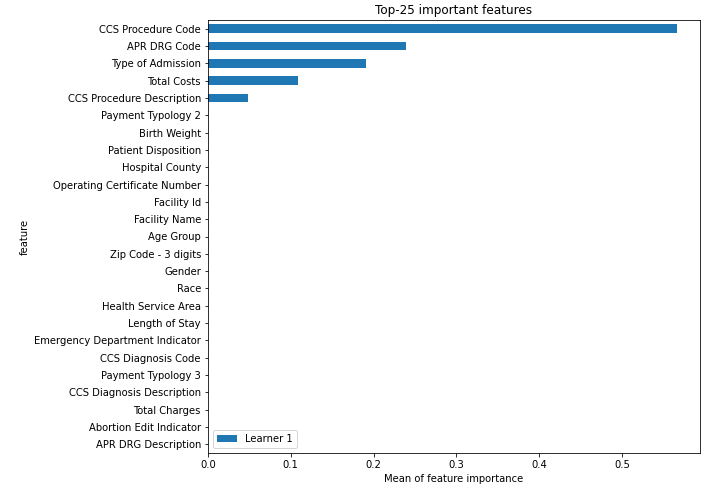 Top-25 important features
CCS Procedure Code
APR DRG Code
Type of Admission
Total Costs
CCS Procedure Description
Payment Typology 2
Birth Weight
Patient Disposition
Hospital County
Operating Certificate Number
Facility Id
Facility Name
Age Group
Zip Code - 3 digits
Gender
Race
Health Service Area
Length of Stay
Emergency Department Indicator
CCS Diagnosis Code
Payment Typology 3
CCS Diagnosis Description
Total Charges
Abortion Edit Indicator
APR DRG Description
feature
Learner 1
0.0 0.1 0.2 0.3 0.4 0.5
Mean of feature importance